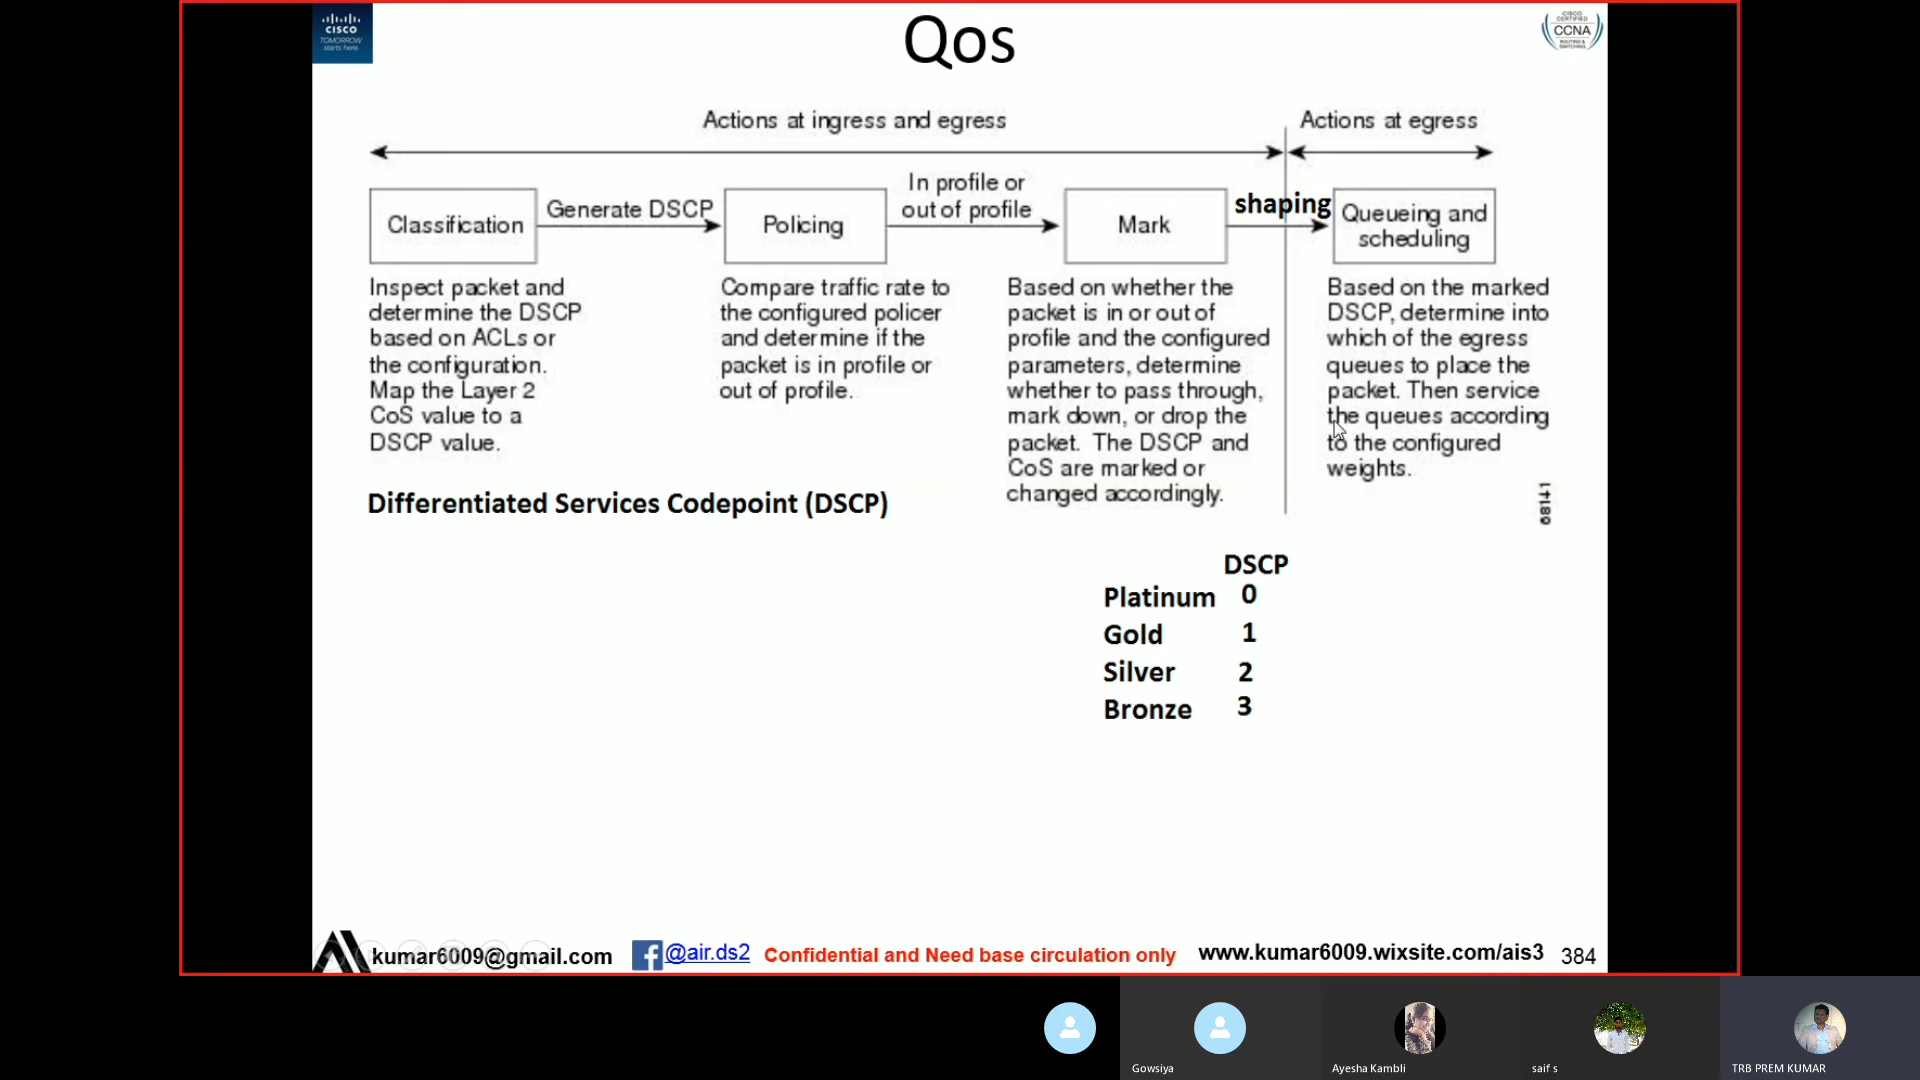 CISCO
TOMORROW
starts here.
Qos
CISCO
CERTIFIED
CCNA
ROUTING &
SWITCHING
Actions at ingress and egress
Actions at egress
Classification
Generate DSCP
Policing
In profile or
out of profile
Mark
shaping
Queueing and
scheduling
Inspect packet and
determine the DSCP
based on ACLs or
the configuration.
Map the Layer 2
CoS value to a
DSCP value.
Compare traffic rate to
the configured policer
and determine if the
packet is in profile or
out of profile.
Based on whether the
packet is in or out of
profile and the configured
parameters, determine
whether to pass through,
mark down, or drop the
packet. The DSCP and
CoS are marked or
changed accordingly.
Based on the marked
DSCP, determine into
which of the egress
queues to place the
packet. Then service
the queues according
to the configured
weights.
68141
Differentiated Services Codepoint (DSCP)
DSCP
Platinum 0
Gold 1
Silver 2
Bronze 3
kumar6009@gmail.com
@air.ds2
Confidential and Need base circulation only
www.kumar6009.wixsite.com/ais3
384
Gowsiya
Ayesha Kambli
saif s
TRB PREM KUMAR